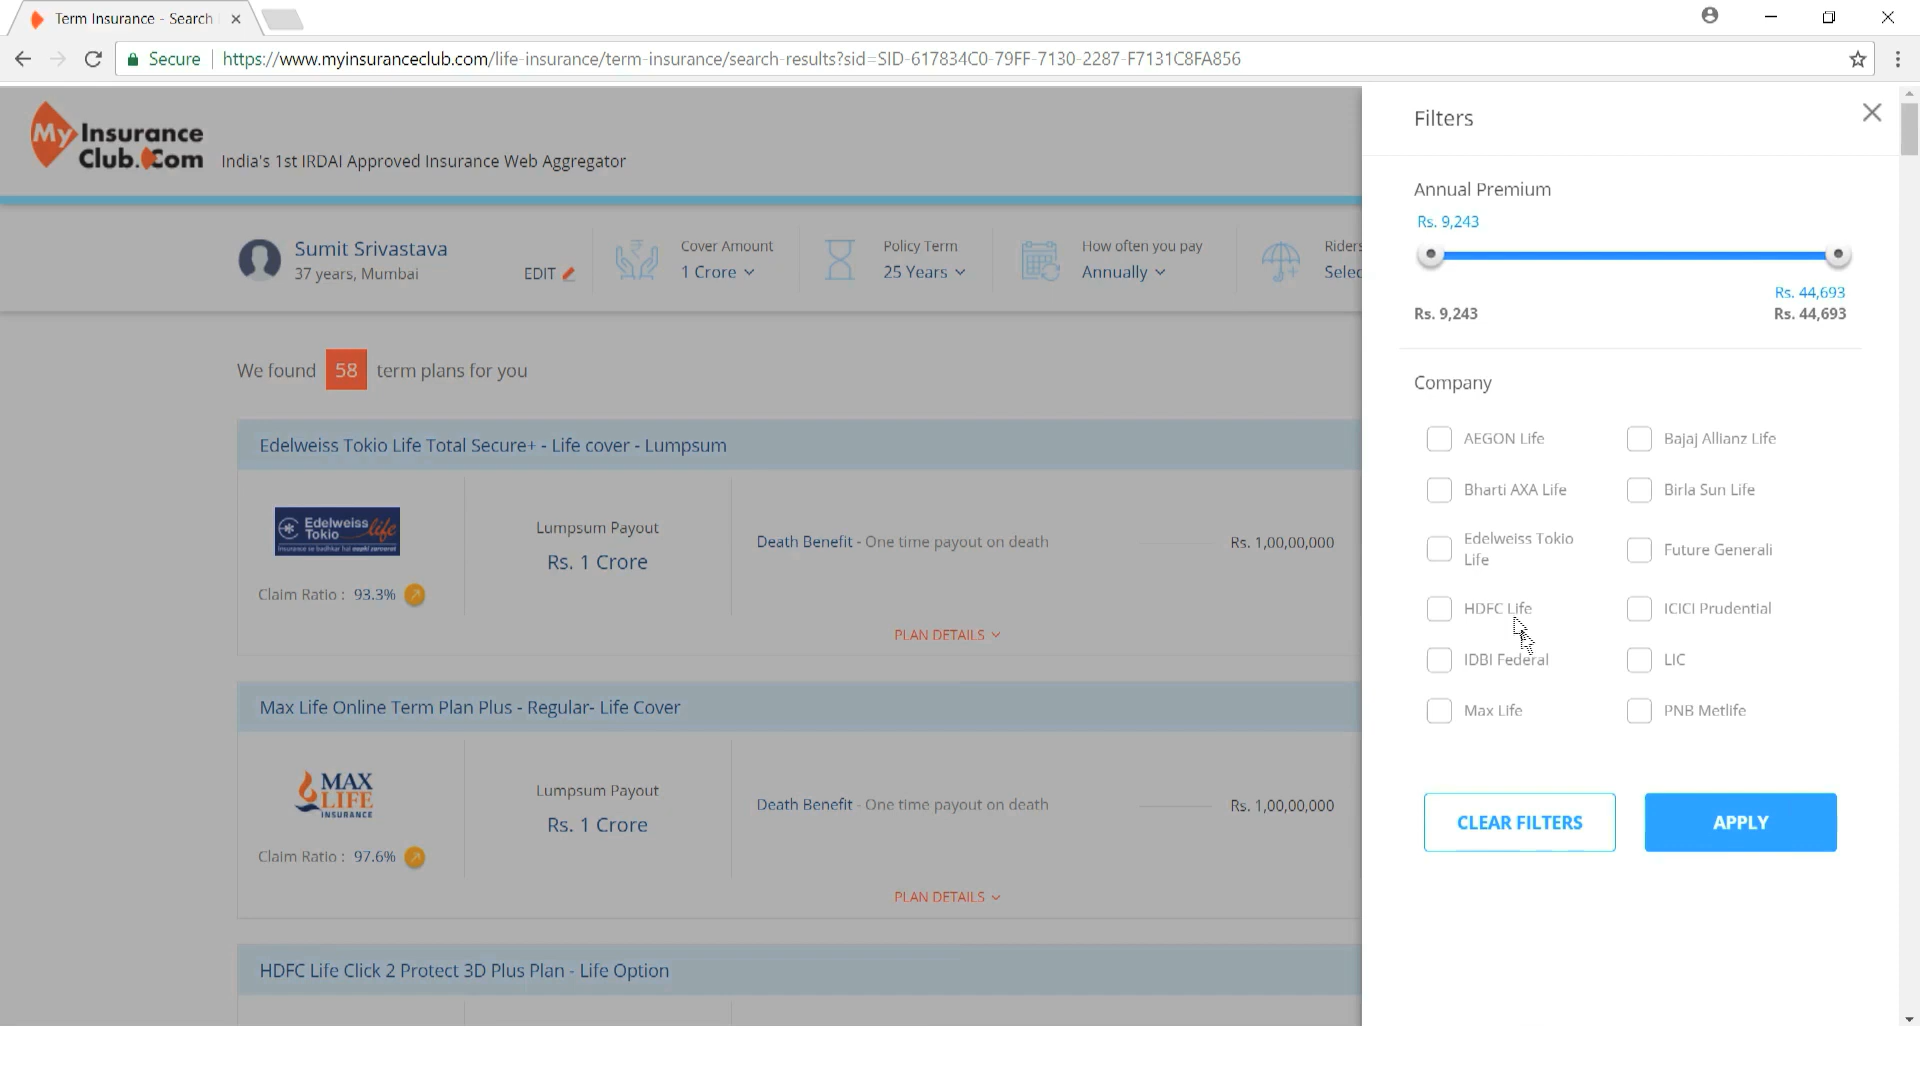 Term Insurance - Search
Secure
https://www.myinsuranceclub.com/life-insurance/term-insurance/search-results?sid=SID-617834C0-79FF-7130-2287-F7131C8FA856
My Insurance
Club.Com
India's 1st IRDAI Approved Insurance Web Aggregator
Sumit Srivastava
37 years, Mumbai
EDIT
Cover Amount
1 Crore
Policy Term
25 Years
How often you pay
Annually
Riders
Selec
We found 58 term plans for you
Edelweiss Tokio Life Total Secure+ - Life cover - Lumpsum
Edelweiss
Tokio life
Insurance se badhkar hai aapki zaroorat
Claim Ratio : 93.3%
Lumpsum Payout
Rs. 1 Crore
Death Benefit - One time payout on death
Rs. 1,00,00,000
PLAN DETAILS
Max Life Online Term Plan Plus - Regular- Life Cover
MAX
LIFE
INSURANCE
Claim Ratio : 97.6%
Lumpsum Payout
Rs. 1 Crore
Death Benefit - One time payout on death
Rs. 1,00,00,000
PLAN DETAILS
HDFC Life Click 2 Protect 3D Plus Plan - Life Option
Filters
Annual Premium
Rs. 9,243
Rs. 44,693
Rs. 9,243
Rs. 44,693
Company
AEGON Life
Bajaj Allianz Life
Bharti AXA Life
Birla Sun Life
Edelweiss Tokio
Life
Future Generali
HDFC Life
ICICI Prudential
IDBI Federal
LIC
Max Life
PNB Metlife
CLEAR FILTERS
APPLY